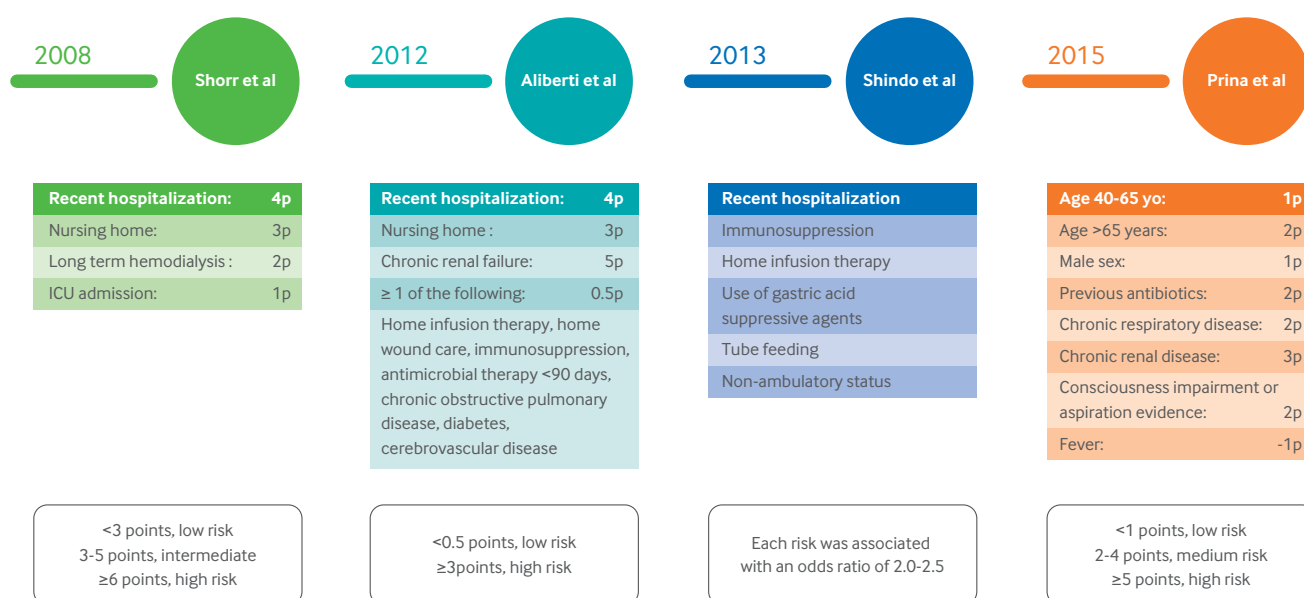 2008
Shorr et al
Recent hospitalization: 4p
Nursing home: 3p
Long term hemodialysis : 2p
ICU admission: 1p
<3 points, low risk
3-5 points, intermediate
≥6 points, high risk
2012
Aliberti et al
Recent hospitalization: 4p
Nursing home : 3p
Chronic renal failure: 5p
≥ 1 of the following: 0.5p
Home infusion therapy, home
wound care, immunosuppression,
antimicrobial therapy <90 days,
chronic obstructive pulmonary
disease, diabetes,
cerebrovascular disease
<0.5 points, low risk
≥3points, high risk
2013
Shindo et al
Recent hospitalization
Immunosuppression
Home infusion therapy
Use of gastric acid
suppressive agents
Tube feeding
Non-ambulatory status
Each risk was associated
with an odds ratio of 2.0-2.5
2015
Prina et al
Age 40-65 yo: 1p
Age >65 years: 2p
Male sex: 1p
Previous antibiotics: 2p
Chronic respiratory disease: 2p
Chronic renal disease: 3p
Consciousness impairment or
aspiration evidence: 2p
Fever: -1p
<1 points, low risk
2-4 points, medium risk
≥5 points, high risk